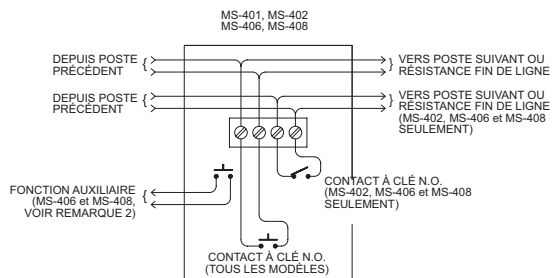 MS-401, MS-402
MS-406, MS-408
DEPUIS POSTE
PRÉCÉDENT
VERS POSTE SUIVANT OU
RÉSISTANCE FIN DE LIGNE
DEPUIS POSTE
PRÉCÉDENT
VERS POSTE SUIVANT OU
RÉSISTANCE FIN DE LIGNE
(MS-402, MS-406 et MS-408
SEULEMENT)
FONCTION AUXILIAIRE
(MS-406 et MS-408,
VOIR REMARQUE 2)
CONTACT À CLÉ N.O.
(MS-402, MS-406 et MS-408
SEULEMENT)
CONTACT À CLÉ N.O.
(TOUS LES MODÈLES)